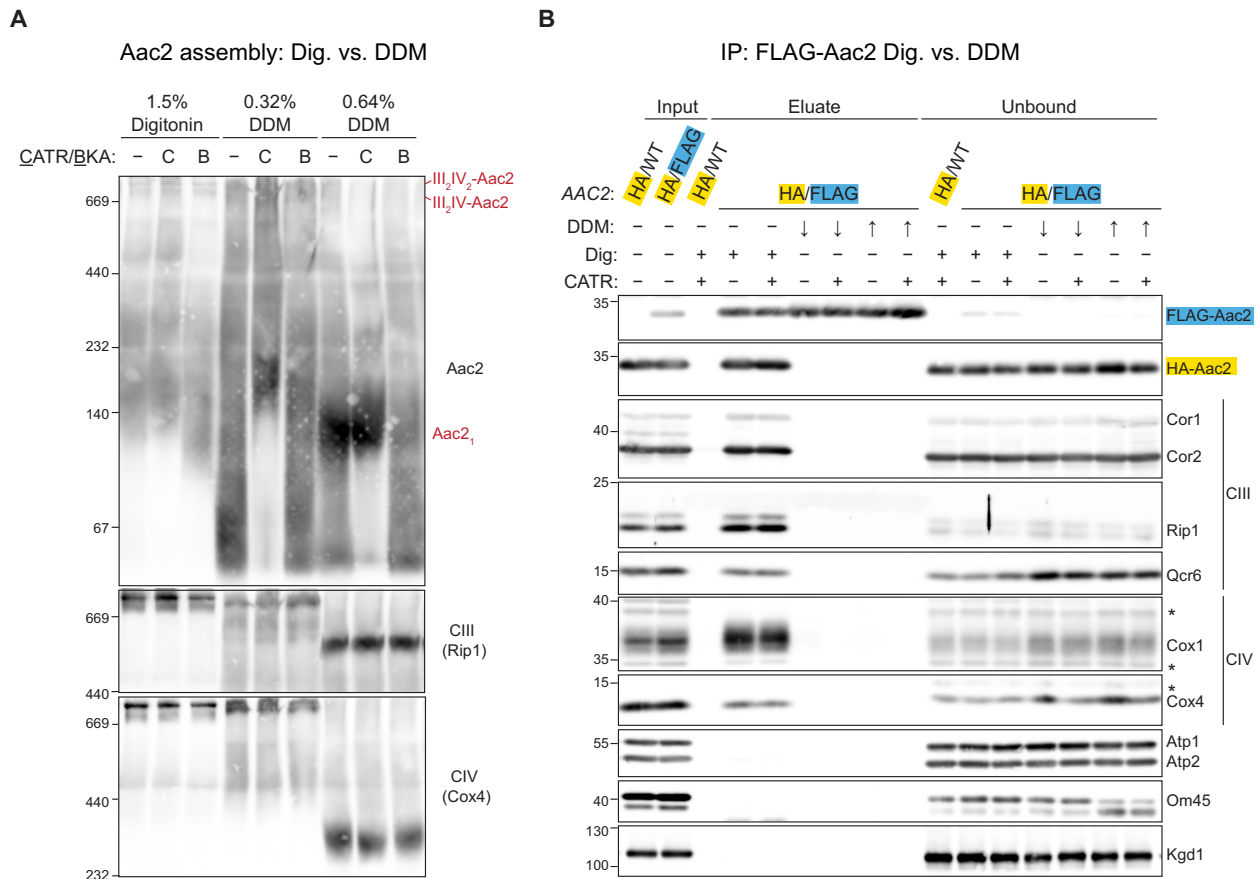 A
Aac2 assembly: Dig. vs. DDM
1.5% Digitonin
0.32% DDM
0.64% DDM
CATR/BKA: – C B – C B – C B
III2IV2-Aac2
669
III2IV-Aac2
440
232
Aac2
140
Aac21
67
669
CIII
(Rip1)
440
669
CIV
(Cox4)
440
232
B
IP: FLAG-Aac2 Dig. vs. DDM
Input Eluate Unbound
AAC2: HA/WT HA/FLAG HA/WT HA/FLAG HA/WT HA/FLAG
DDM: – – – – – ↓ ↓ ↑ ↑ – – – ↓ ↓ ↑ ↑
Dig: – – + + + – – – – + + + – – – –
CATR: – – + – + – + – + + – + – + – +
35 FLAG-Aac2
35 HA-Aac2
Cor1
40
Cor2
25
CIII
Rip1
15 Qcr6
40 *
Cox1
35 *
CIV
15 *
Cox4
55 Atp1
Atp2
40 Om45
130
Kgd1
100